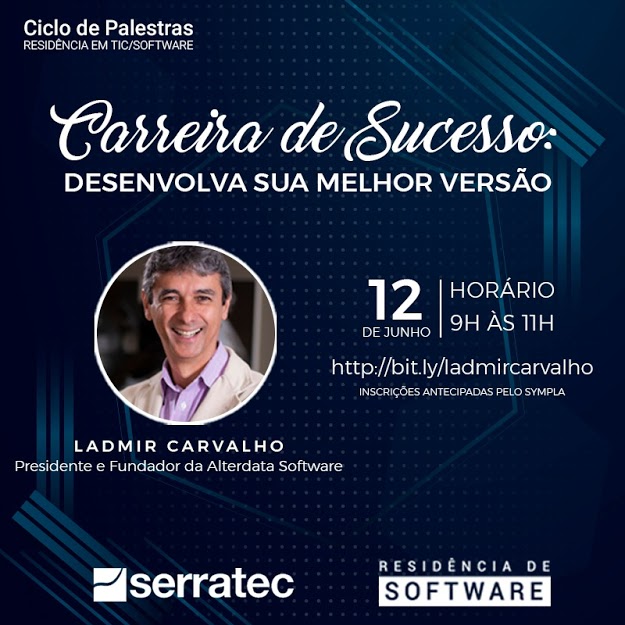 Ciclo de Palestras
RESIDÊNCIA EM TIC/SOFTWARE
Carreira de Sucesso:
DESENVOLVA SUA MELHOR VERSÃO
12
DE JUNHO
HORÁRIO
9H ÀS 11H
http://bit.ly/ladmircarvalho
INSCRIÇÕES ANTECIPADAS PELO SYMPLA
LADMIR CARVALHO
Presidente e Fundador da Alterdata Software
serratec
RESIDÊNCIA DE
SOFTWARE